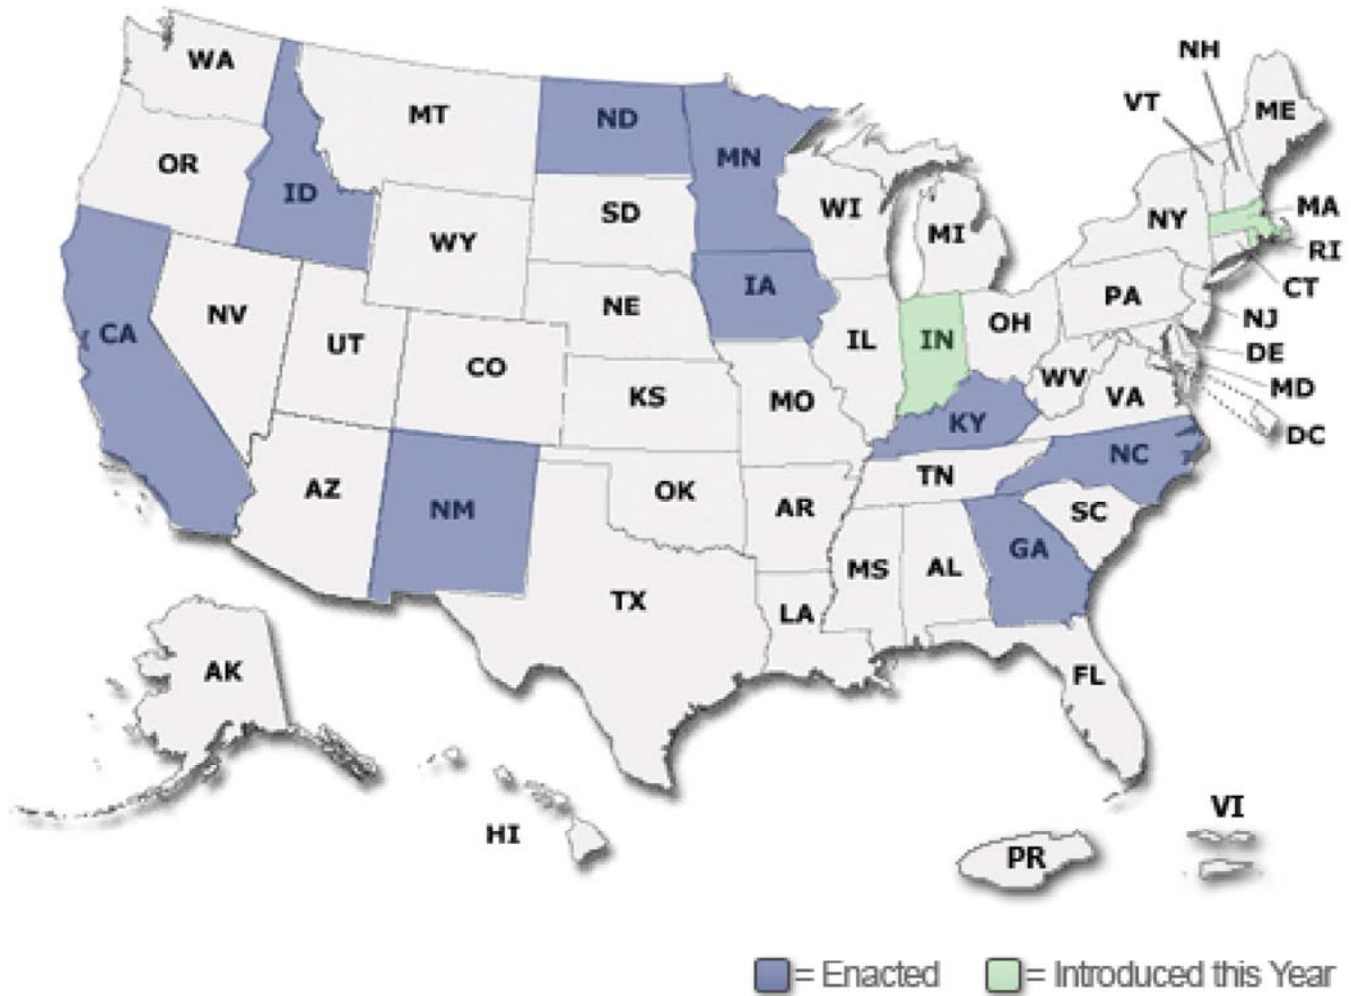 NH
WA
VT
ME
MT
ND
OR
MN
ID
MA
SD
WI
NY
MI
WY
RI
IA
CT
PA
NE
NV
NJ
OH
CA
IL
IN
UT
DE
CO
WV
MD
KS
MO
VA
KY
DC
NC
TN
AZ
OK
NM
AR
SC
GA
MS
AL
TX
LA
AK
FL
VI
HI
PR
= Enacted
= Introduced this Year